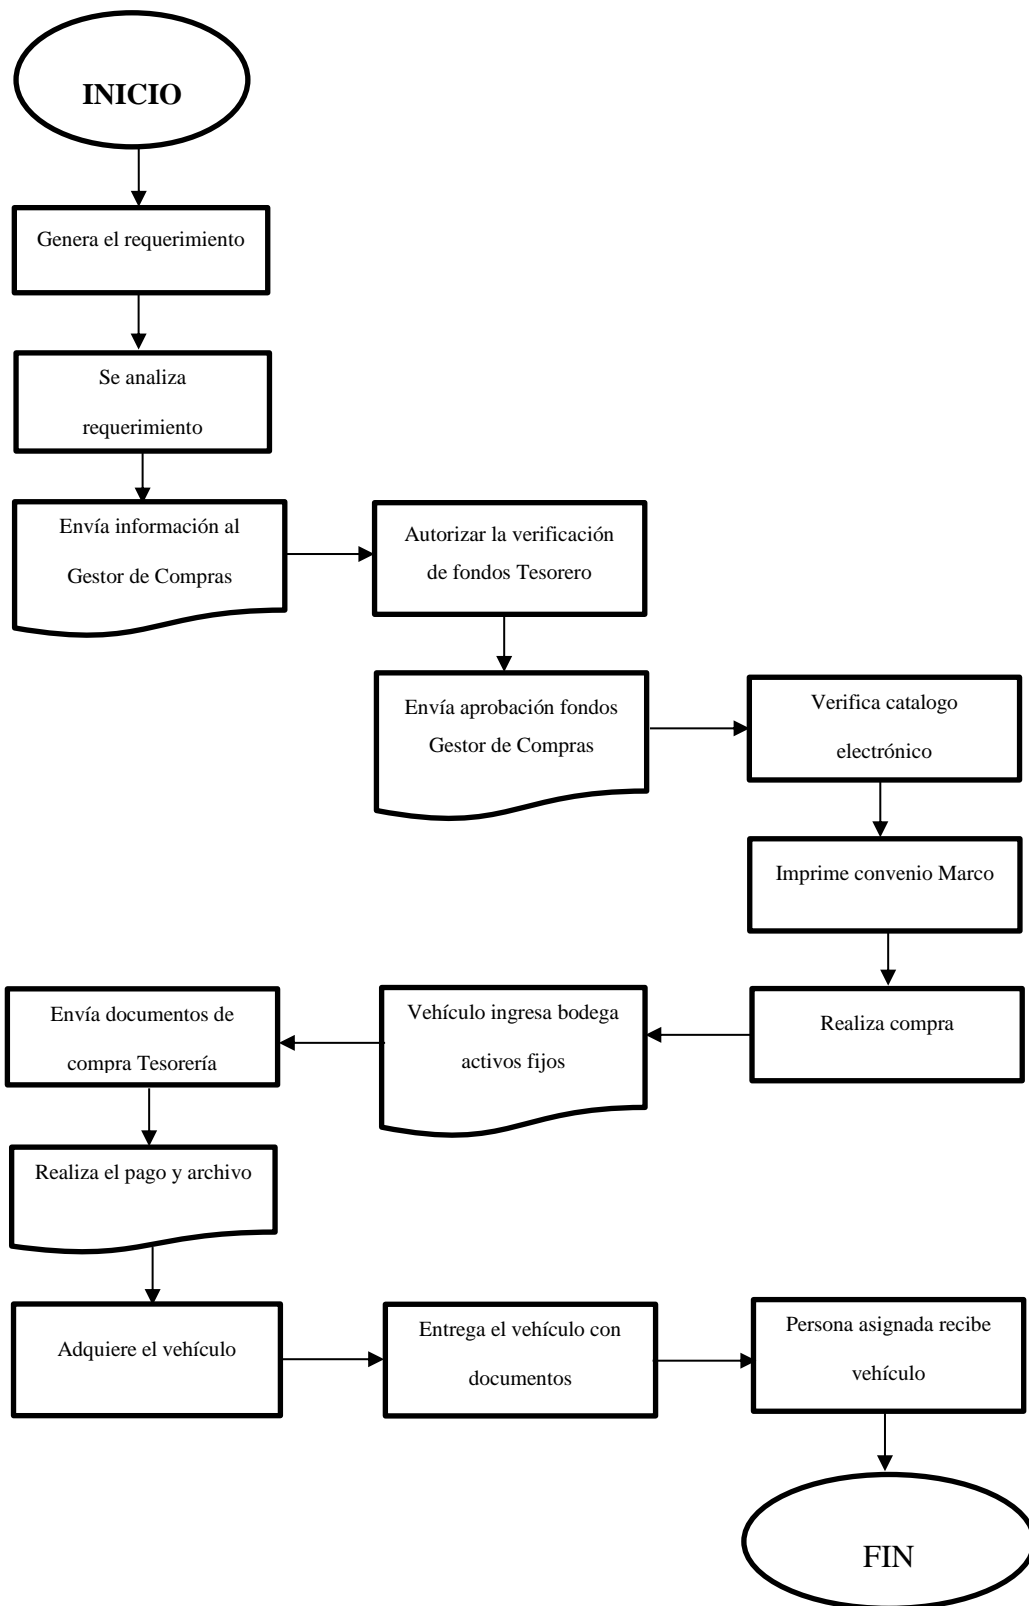 INICIO
Genera el requerimiento
Se analiza
requerimiento
Envía información al
Gestor de Compras
Autorizar la verificación
de fondos Tesorero
Envía aprobación fondos
Gestor de Compras
Verifica catalogo
electrónico
Imprime convenio Marco
Realiza compra
Vehículo ingresa bodega
activos fijos
Envía documentos de
compra Tesorería
Realiza el pago y archivo
Adquiere el vehículo
Entrega el vehículo con
documentos
Persona asignada recibe
vehículo
FIN